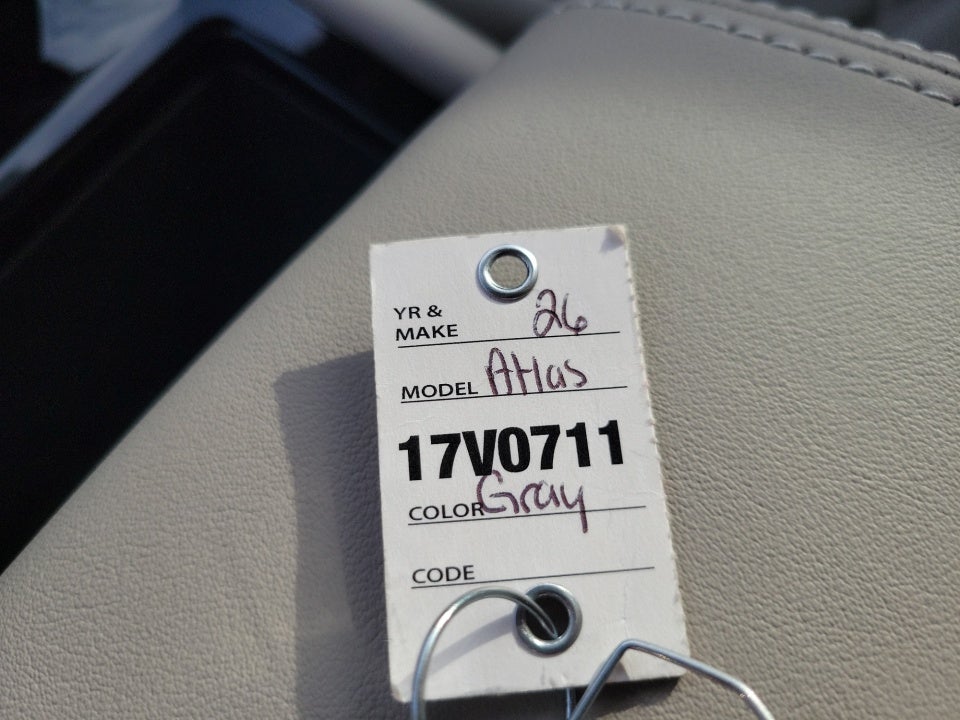 YR &
MAKE 26
MODEL Atlas
17V0711
COLOR Gray
CODE